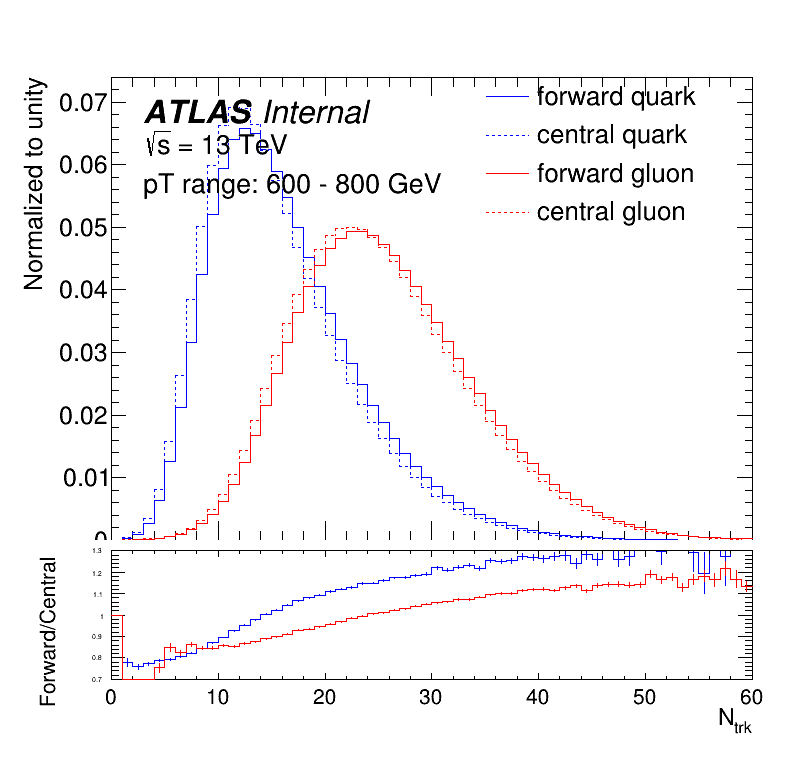 Normalized to unity
0.07
0.06
0.05
0.04
0.03
0.02
0.01
0
ATLAS Internal
√s = 13 TeV
pT range: 600 - 800 GeV
forward quark
central quark
forward gluon
central gluon
Forward/Central
1.3
1.2
1.1
1
0.9
0.8
0.7
0 10 20 30 40 50 60
N_trk